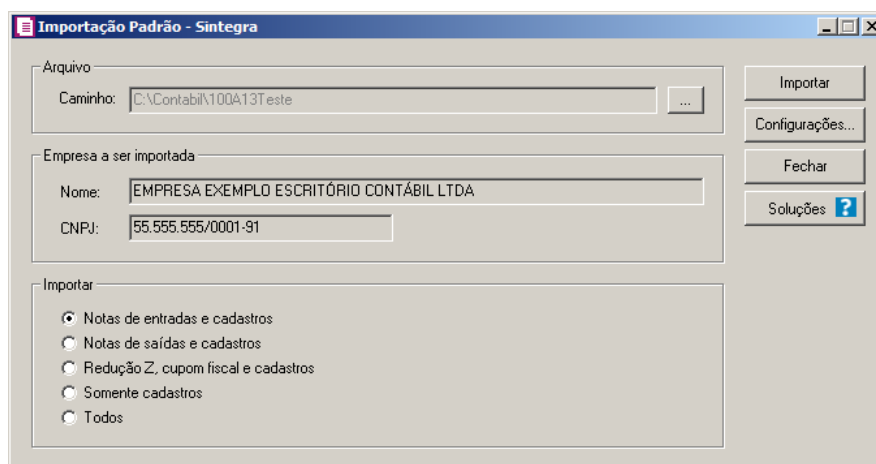 Importação Padrão - Sintegra
Arquivo
Caminho: C:\Contabil\100A13Teste ...
Importar
Configurações...
Fechar
Soluções ?
Empresa a ser importada
Nome: EMPRESA EXEMPLO ESCRITÓRIO CONTÁBIL LTDA
CNPJ: 55.555.555/0001-91
Importar
Notas de entradas e cadastros
Notas de saídas e cadastros
Redução Z, cupom fiscal e cadastros
Somente cadastros
Todos